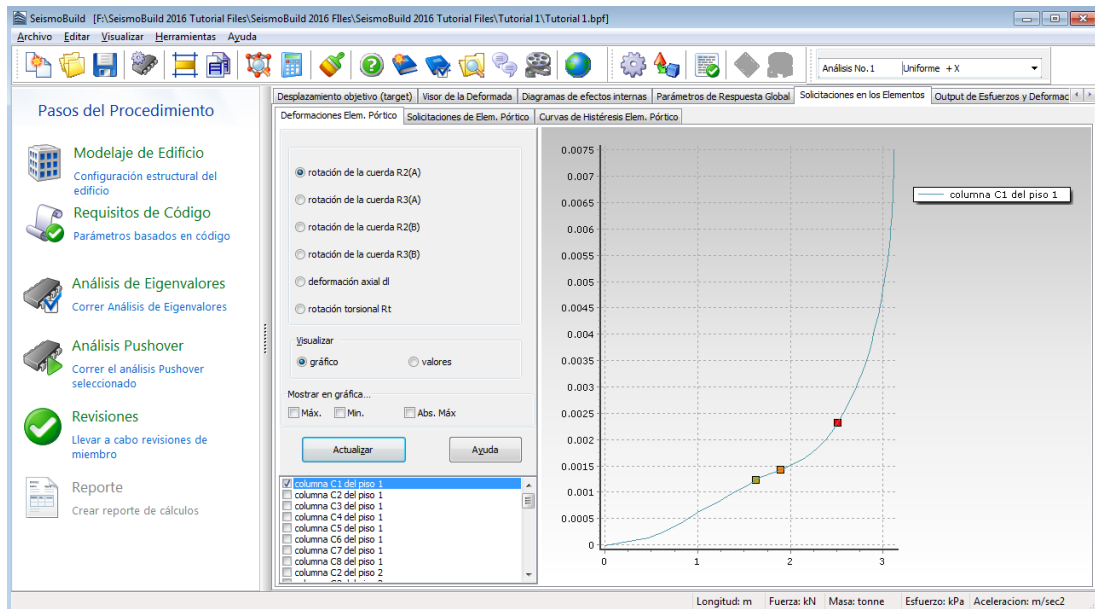 SeismoBuild [F:\SeismoBuild 2016 Tutorial Files\SeismoBuild 2016 FIles\SeismoBuild 2016 Tutorial Files\Tutorial 1\Tutorial 1.bpf]
Archivo Editar Visualizar Herramientas Ayuda
Análisis No. 1 Uniforme +X
Pasos del Procedimiento
Modelaje de Edificio
Configuración estructural del
edificio
Requisitos de Código
Parámetros basados en código
Análisis de Eigenvalores
Correr Análisis de Eigenvalores
Análisis Pushover
Correr el análisis Pushover
seleccionado
Revisiones
Llevar a cabo revisiones de
miembro
Reporte
Crear reporte de cálculos
Desplazamiento objetivo (target) Visor de la Deformada Diagramas de efectos internas Parámetros de Respuesta Global Solicitaciones en los Elementos Output de Esfuerzos y Deformac
Deformaciones Elem. Pórtico Solicitaciones de Elem. Pórtico Curvas de Histéresis Elem. Pórtico
rotación de la cuerda R2(A)
rotación de la cuerda R3(A)
rotación de la cuerda R2(B)
rotación de la cuerda R3(B)
deformación axial dl
rotación torsional Rt
Visualizar
gráfico valores
Mostrar en gráfica...
Máx. Min. Abs. Máx
Actualizar Ayuda
columna C1 del piso 1
columna C2 del piso 1
columna C3 del piso 1
columna C4 del piso 1
columna C5 del piso 1
columna C6 del piso 1
columna C7 del piso 1
columna C8 del piso 1
columna C2 del piso 2
0.0075
0.007
0.0065
0.006
0.0055
0.005
0.0045
0.004
0.0035
0.003
0.0025
0.002
0.0015
0.001
0.0005
0
0 1 2 3
columna C1 del piso 1
Longitud: m Fuerza: kN Masa: tonne Esfuerzo: kPa Aceleracion: m/sec2